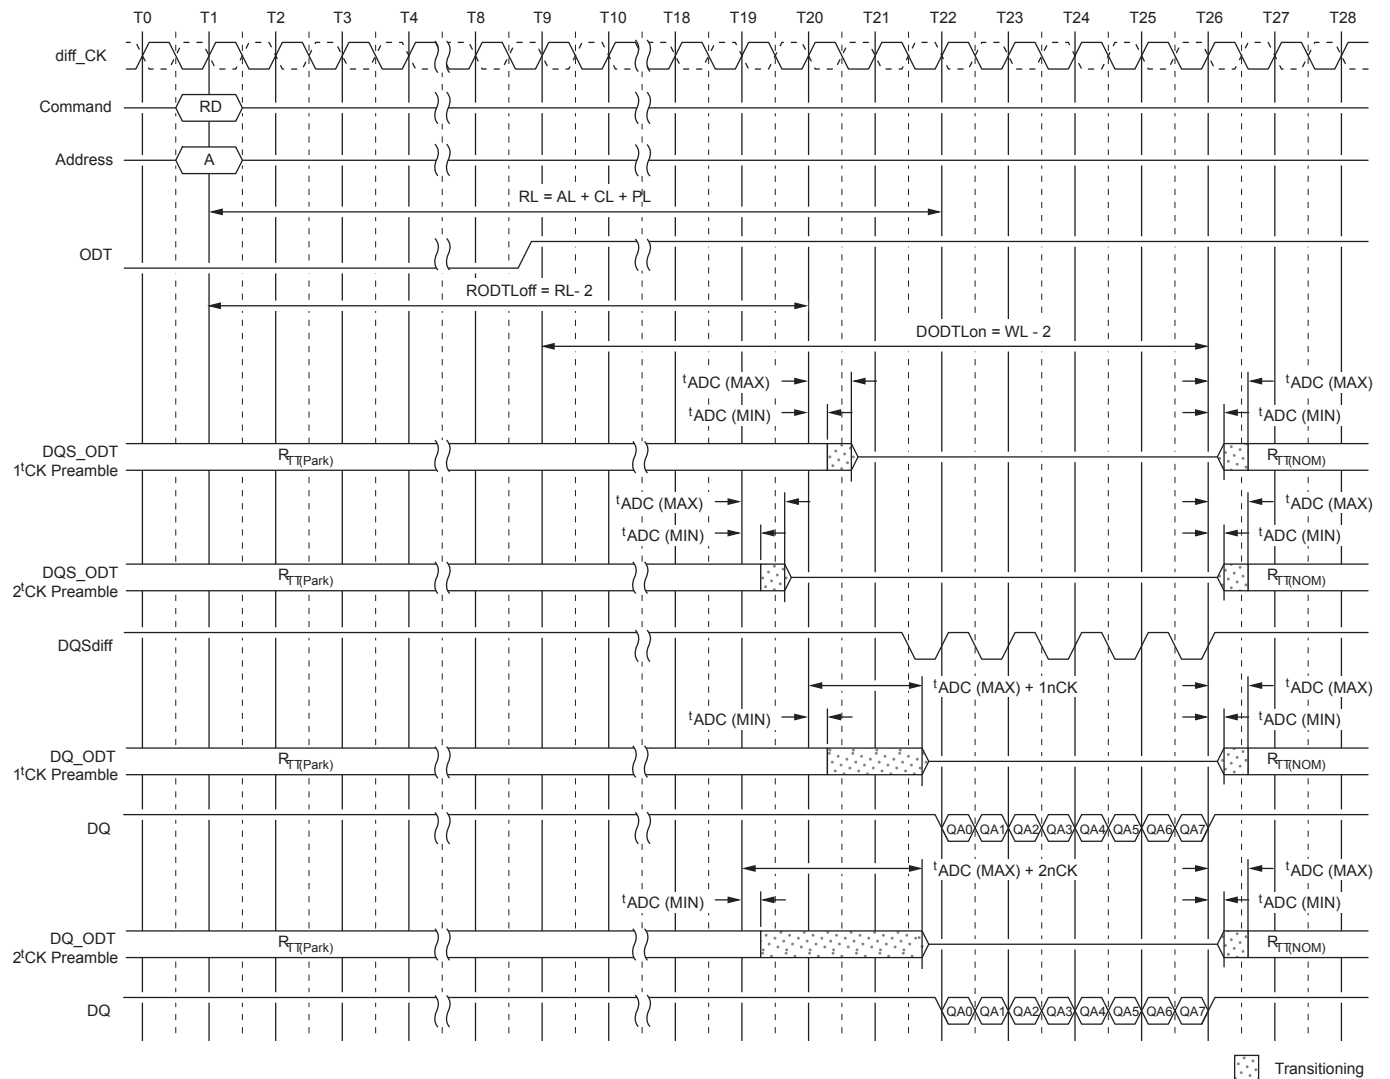 T0 T1 T2 T3 T4 T8 T9 T10 T18 T19 T20 T21 T22 T23 T24 T25 T26 T27 T28
diff_CK
Command RD
Address A
RL = AL + CL + PL
ODT
RODTLoff = RL- 2
DODTLon = WL - 2
tADC (MAX) tADC (MAX)
tADC (MIN) tADC (MIN)
DQS_ODT
1tCK Preamble
RTT(Park) RTT(NOM)
tADC (MAX) tADC (MAX)
tADC (MIN) tADC (MIN)
DQS_ODT
2tCK Preamble
RTT(Park) RTT(NOM)
DQSdiff
tADC (MAX) + 1nCK tADC (MAX)
tADC (MIN) tADC (MIN)
DQ_ODT
1tCK Preamble
RTT(Park) RTT(NOM)
DQ QA0 QA1 QA2 QA3 QA4 QA5 QA6 QA7
tADC (MAX) + 2nCK tADC (MAX)
tADC (MIN) tADC (MIN)
DQ_ODT
2tCK Preamble
RTT(Park) RTT(NOM)
DQ QA0 QA1 QA2 QA3 QA4 QA5 QA6 QA7
Transitioning